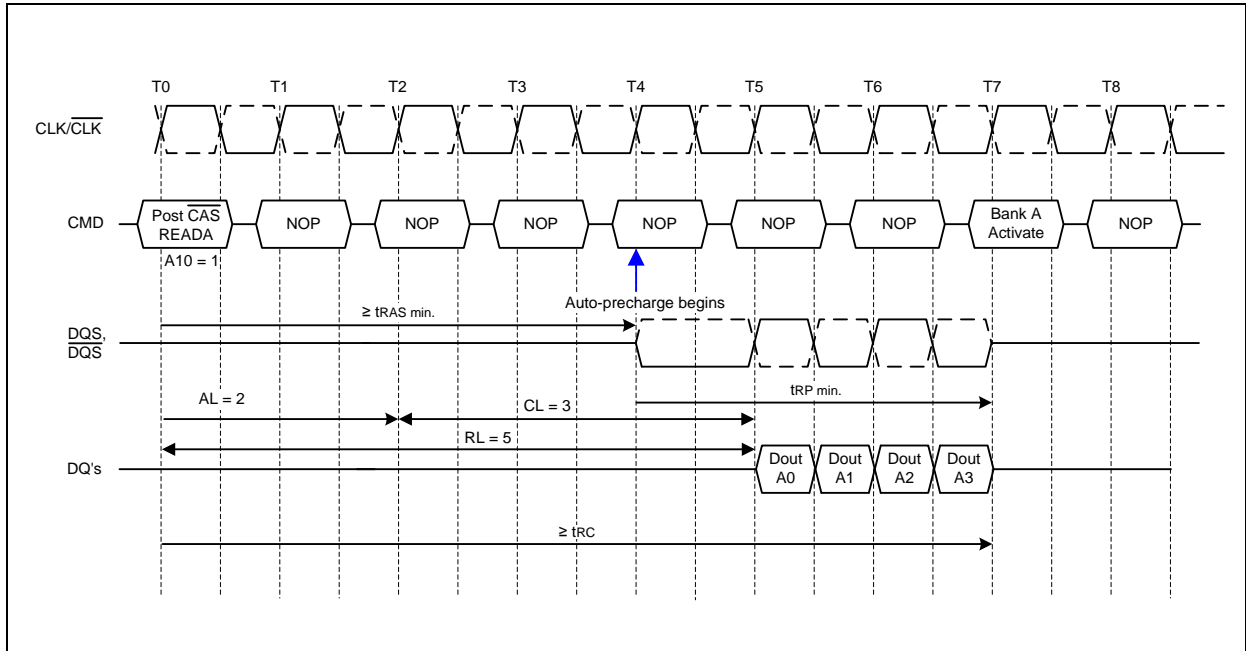 T0 T1 T2 T3 T4 T5 T6 T7 T8
CLK/CLK
CMD
Post CAS
READA
NOP
NOP
NOP
NOP
NOP
NOP
Bank A
Activate
NOP
A10 = 1
Auto-precharge begins
≥ tRAS min.
DQS,
DQS
tRP min.
AL = 2
CL = 3
RL = 5
DQ's
Dout
A0
Dout
A1
Dout
A2
Dout
A3
≥ tRC